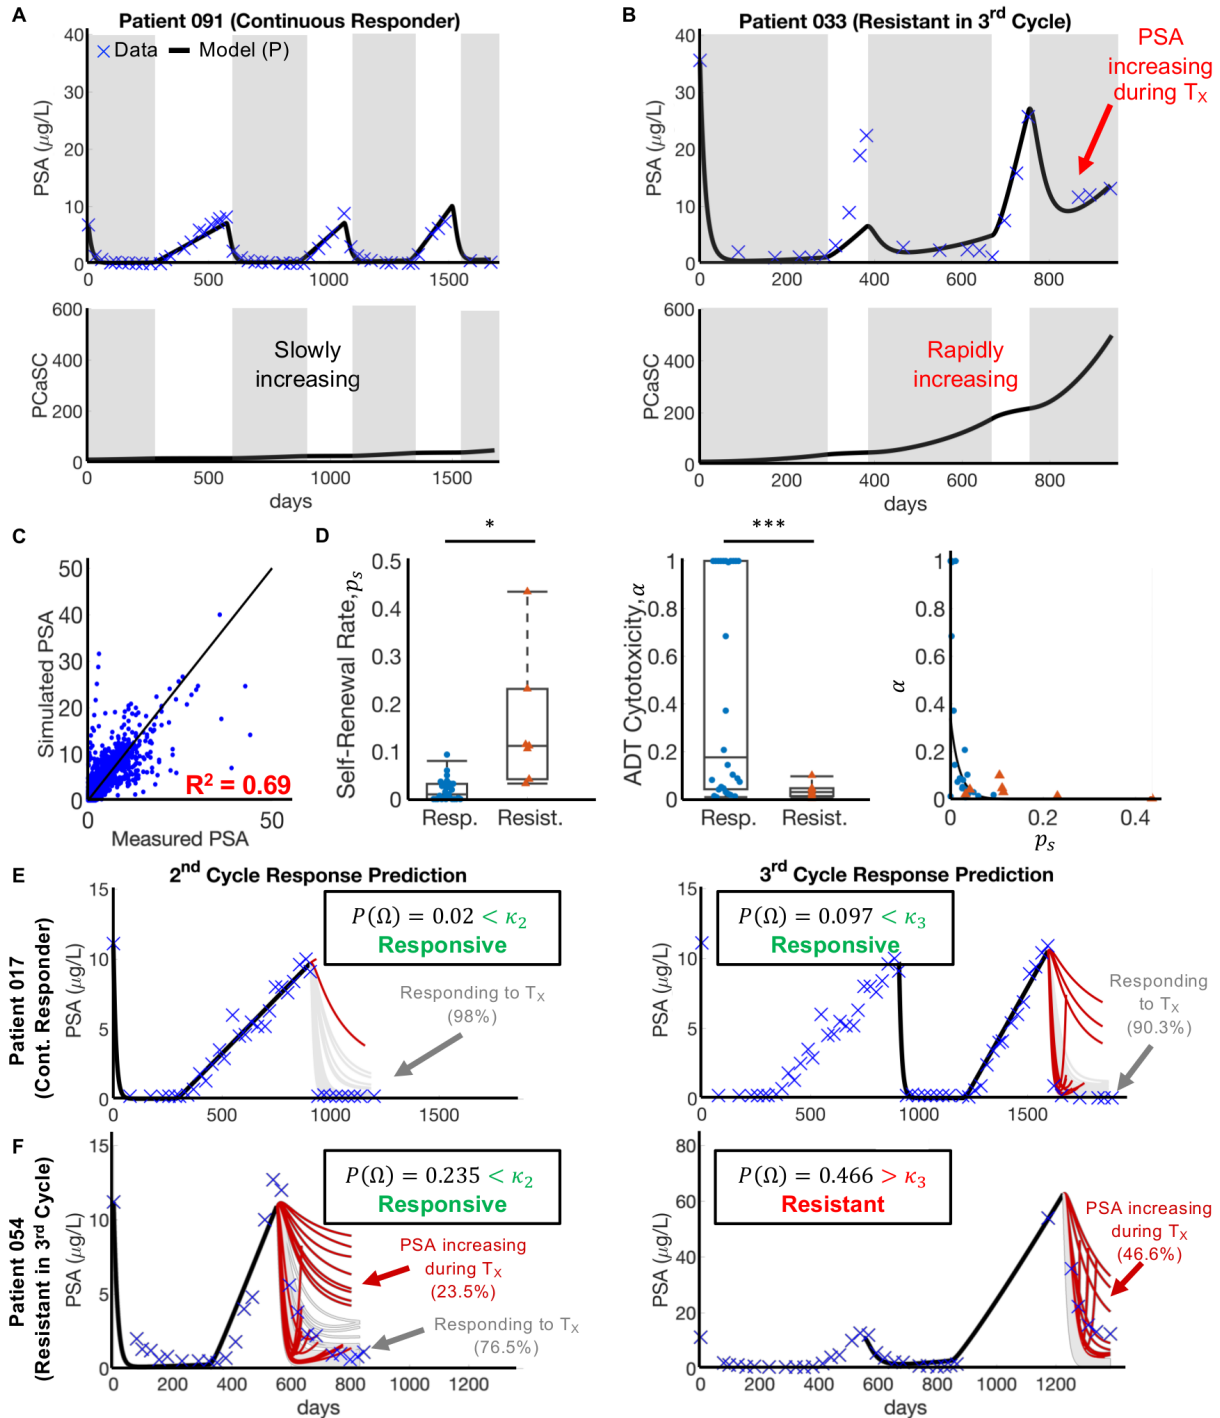 A
Patient 091 (Continuous Responder)
40
30
20
10
0
PSA (µg/L)
Data
Model (P)
0
500
1000
1500
600
400
200
0
PCaSC
Slowly
increasing
0
500
1000
1500
days
B
Patient 033 (Resistant in 3rd Cycle)
40
30
20
10
0
PSA (µg/L)
PSA
increasing
during TX
0
200
400
600
800
600
400
200
0
PCaSC
Rapidly
increasing
0
200
400
600
800
days
C
50
40
30
20
10
0
Simulated PSA
R² = 0.69
0
50
Measured PSA
D
*
0.5
0.4
0.3
0.2
0.1
0
Self-Renewal Rate, pₛ
Resp.
Resist.
***
1
0.8
0.6
0.4
0.2
0
ADT Cytotoxicity, α
Resp.
Resist.
1
0.8
0.6
0.4
0.2
0
α
0
0.2
0.4
pₛ
E
Patient 017
(Cont. Responder)
2nd Cycle Response Prediction
15
10
5
0
PSA (µg/L)
P(Ω) = 0.02 < κ₂
Responsive
Responding to TX
(98%)
0
500
1000
1500
3rd Cycle Response Prediction
15
10
5
0
PSA (µg/L)
P(Ω) = 0.097 < κ₃
Responsive
Responding
to TX
(90.3%)
0
500
1000
1500
F
Patient 054
(Resistant in 3rd Cycle)
15
10
5
0
PSA (µg/L)
P(Ω) = 0.235 < κ₂
Responsive
PSA increasing
during TX
(23.5%)
Responding to TX
(76.5%)
0
200
400
600
800
1000
1200
days
80
60
40
20
0
PSA (µg/L)
P(Ω) = 0.466 > κ₃
Resistant
PSA increasing
during TX
(46.6%)
0
200
400
600
800
1000
1200
days